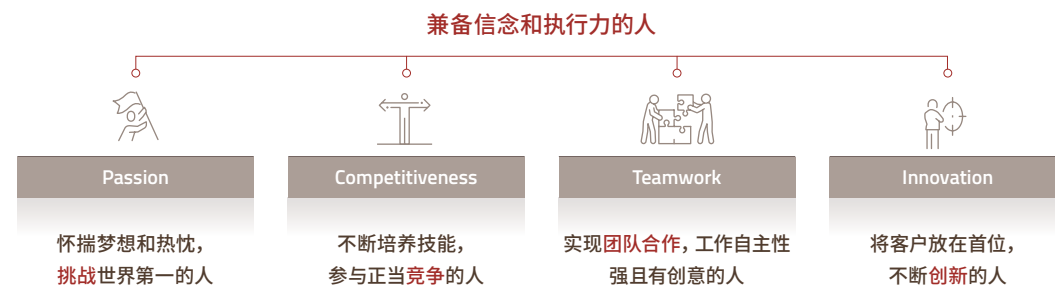 兼备信念和执行力的人
Passion
怀揣梦想和热忱，
挑战世界第一的人
Competitiveness
不断培养技能，
参与正当竞争的人
Teamwork
实现团队合作，工作自主性
强且有创意的人
Innovation
将客户放在首位，
不断创新的人